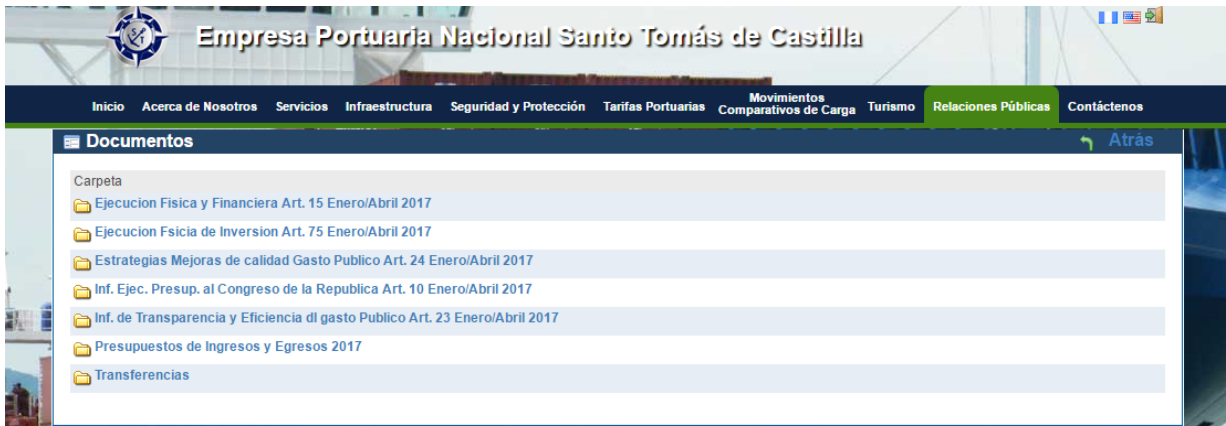 Empresa Portuaria Nacional Santo Tomás de Castilla
Inicio Acerca de Nosotros Servicios Infraestructura Seguridad y Protección Tarifas Portuarias Movimientos Comparativos de Carga Turismo Relaciones Públicas Contáctenos
Documentos Atrás
Carpeta
Ejecucion Fisica y Financiera Art. 15 Enero/Abril 2017
Ejecucion Fsicia de Inversion Art. 75 Enero/Abril 2017
Estrategias Mejoras de calidad Gasto Publico Art. 24 Enero/Abril 2017
Inf. Ejec. Presup. al Congreso de la Republica Art. 10 Enero/Abril 2017
Inf. de Transparencia y Eficiencia dl gasto Publico Art. 23 Enero/Abril 2017
Presupuestos de Ingresos y Egresos 2017
Transferencias